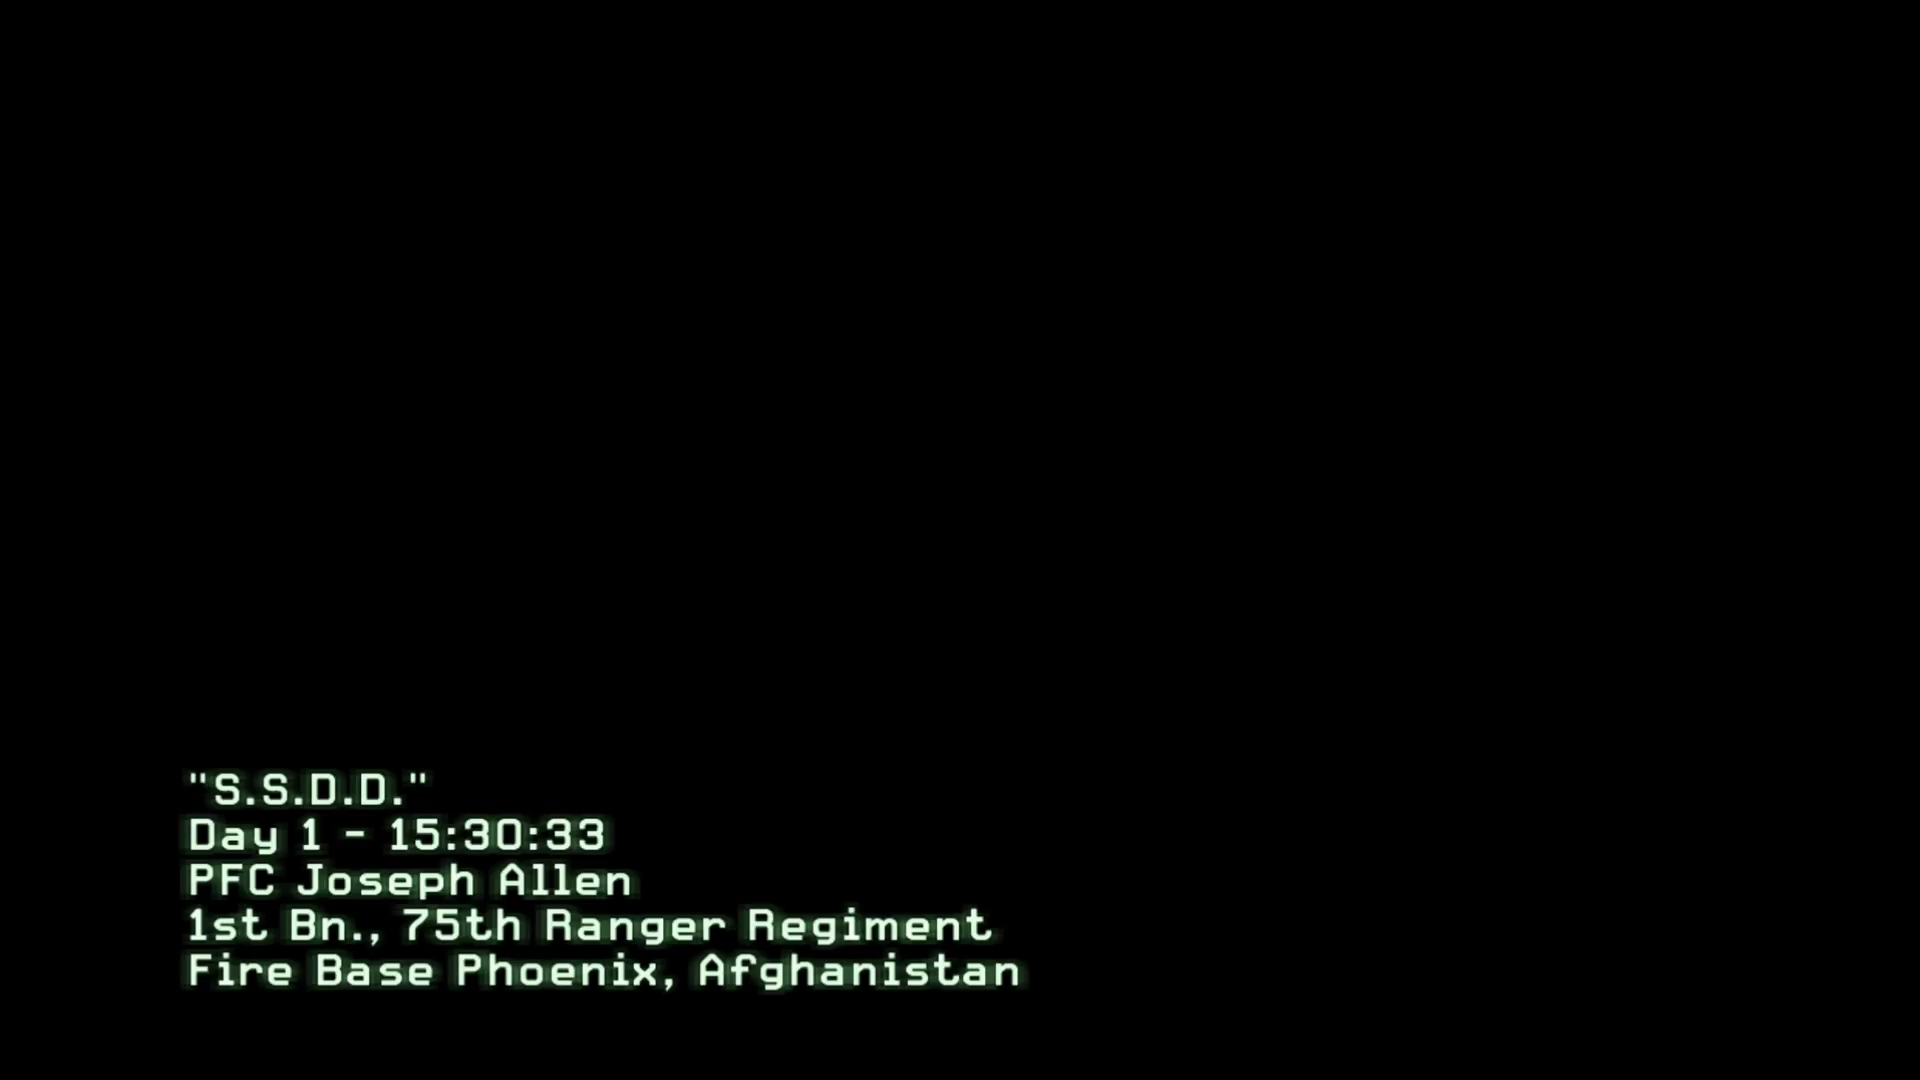 "S.S.D.D."
Day 1 - 15:30:33
PFC Joseph Allen
1st Bn., 75th Ranger Regiment
Fire Base Phoenix, Afghanistan